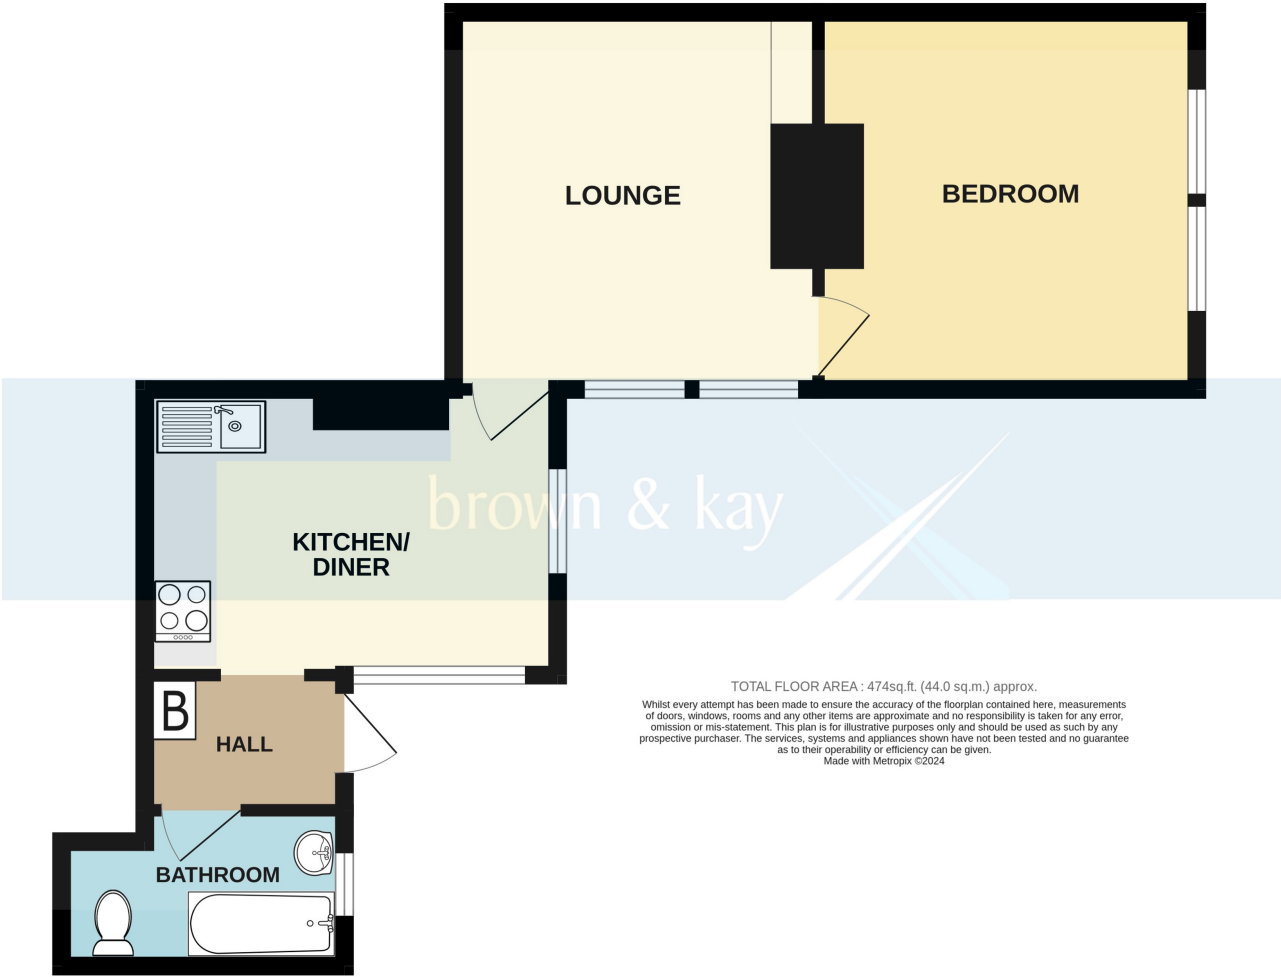 LOUNGE
BEDROOM
KITCHEN/
DINER
brown & kay
B
HALL
BATHROOM
TOTAL FLOOR AREA : 474sq.ft. (44.0 sq.m.) approx.
Whilst every attempt has been made to ensure the accuracy of the floorplan contained here, measurements
of doors, windows, rooms and any other items are approximate and no responsibility is taken for any error,
omission or mis-statement. This plan is for illustrative purposes only and should be used as such by any
prospective purchaser. The services, systems and appliances shown have not been tested and no guarantee
as to their operability or efficiency can be given.
Made with Metropix ©2024